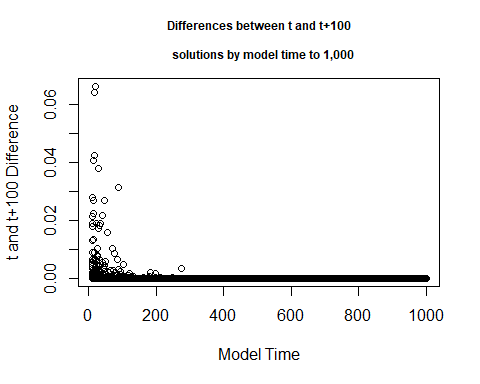 Differences between t and t+100
solutions by model time to 1,000
t and t+100 Difference
0.06
0.04
0.02
0.00
0 200 400 600 800 1000
Model Time